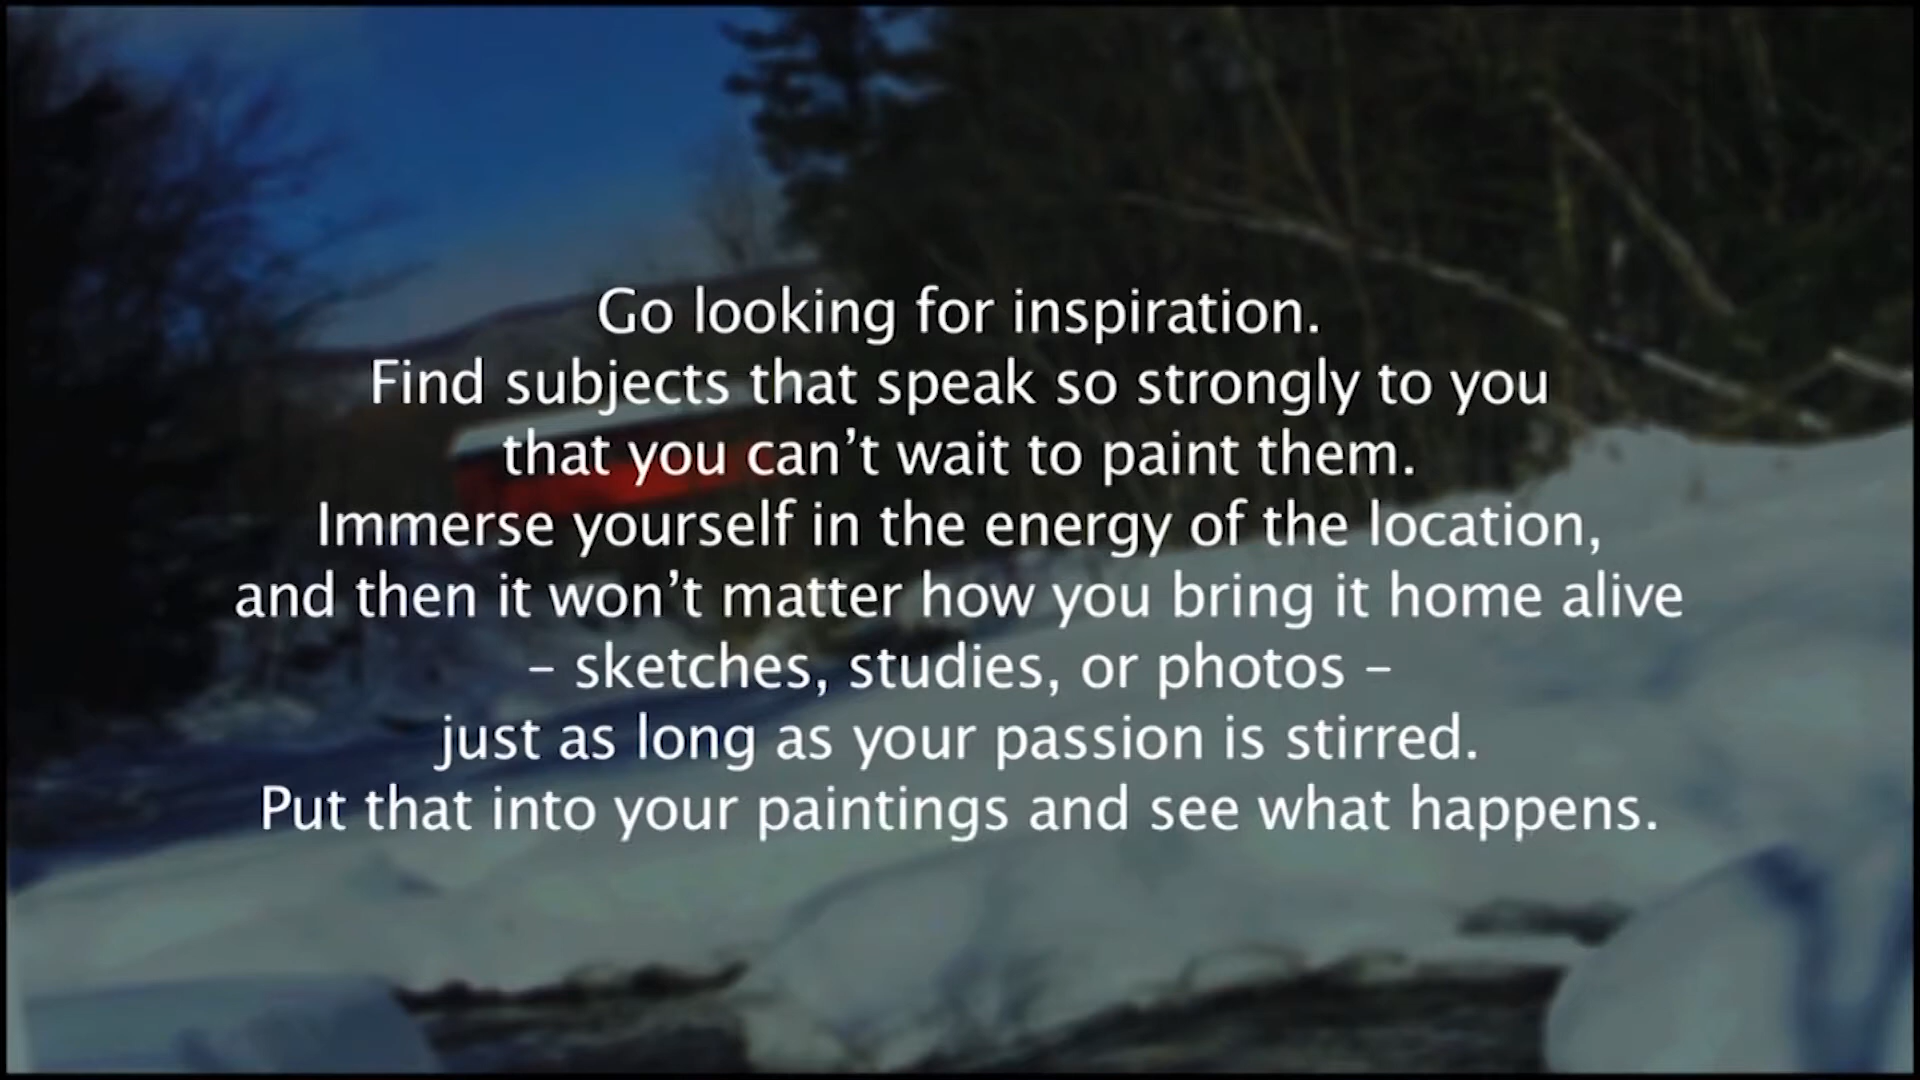 Go looking for inspiration.
Find subjects that speak so strongly to you
that you can’t wait to paint them.
Immerse yourself in the energy of the location,
and then it won’t matter how you bring it home alive
– sketches, studies, or photos –
just as long as your passion is stirred.
Put that into your paintings and see what happens.